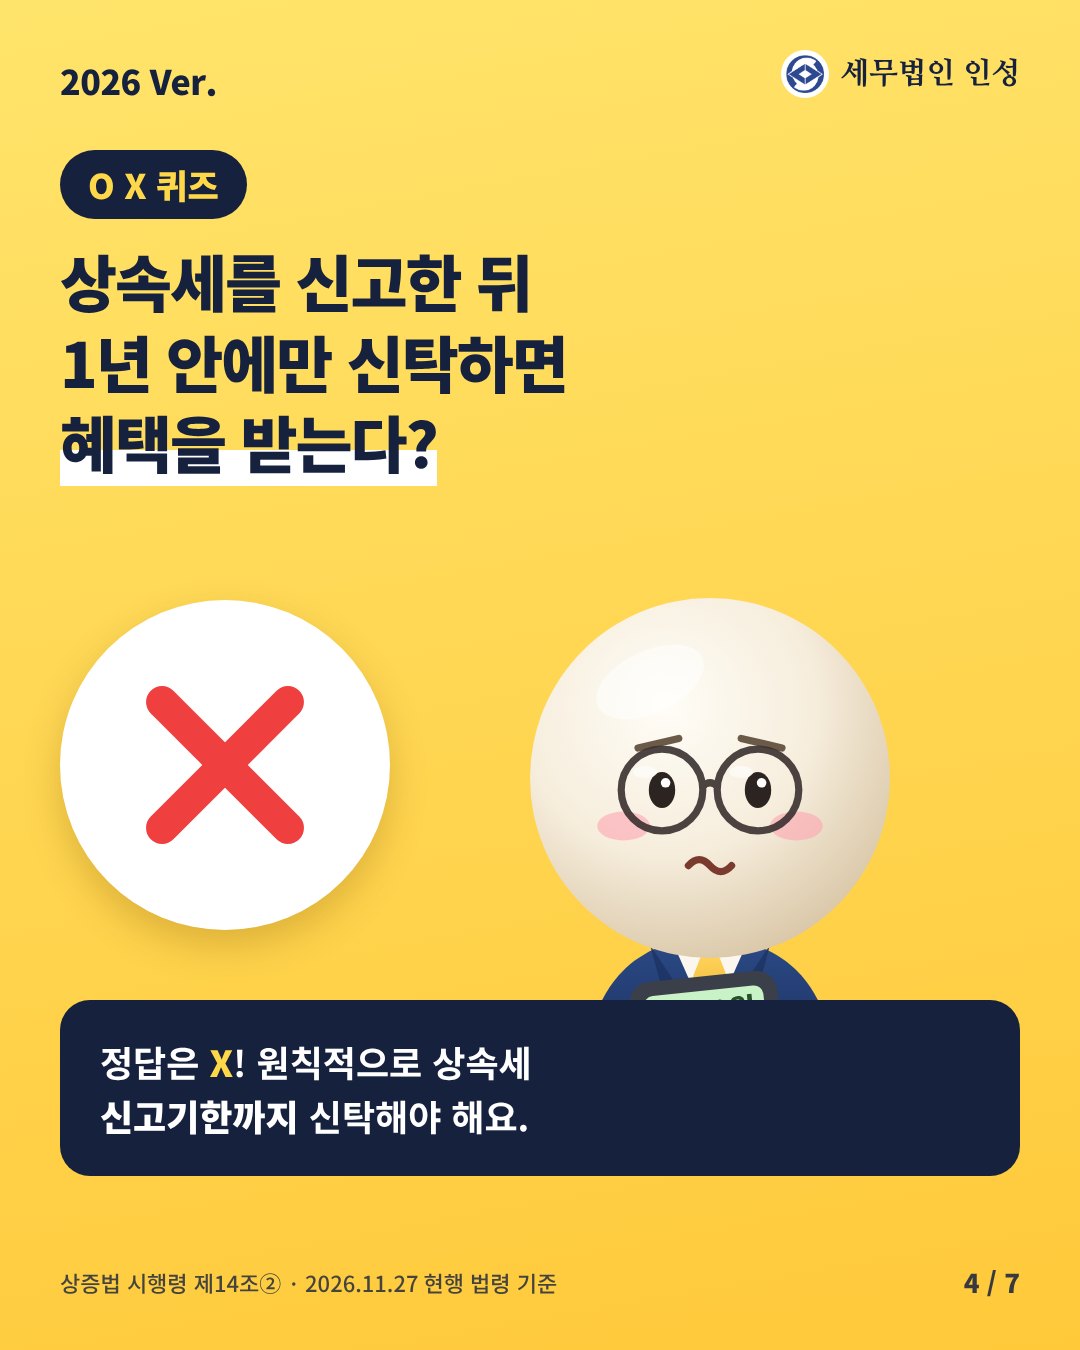 2026 Ver.
세무법인 인성
O X 퀴즈
상속세를 신고한 뒤
1년 안에만 신탁하면
혜택을 받는다?
정답은 X! 원칙적으로 상속세
신고기한까지 신탁해야 해요.
상증법 시행령 제14조② · 2026.11.27 현행 법령 기준
4 / 7